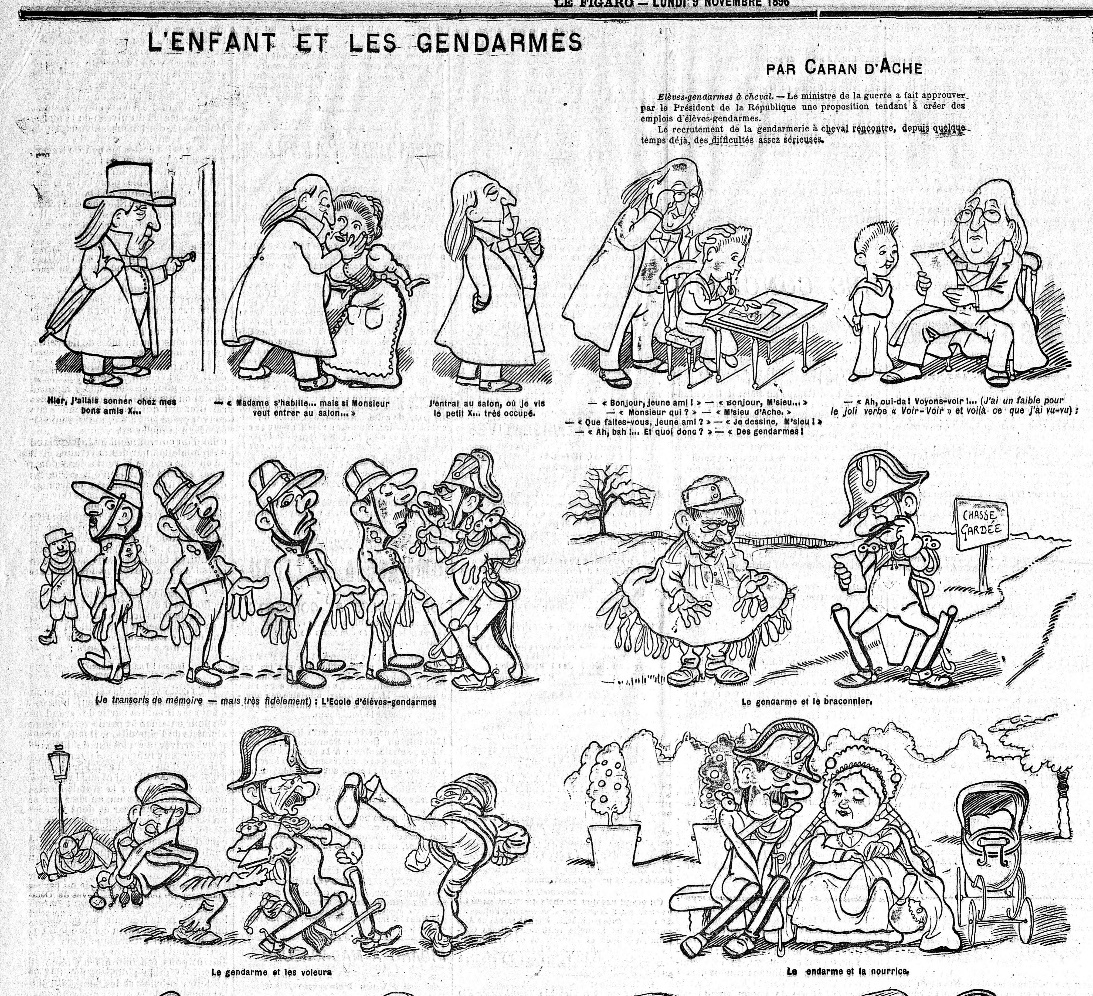 LE FIGARO — LUNDI 9 NOVEMBRE 1896
L'ENFANT ET LES GENDARMES
PAR CARAN D'ACHE
Elèves-gendarmes à cheval. — Le ministre de la guerre a fait approuver
par le Président de la République une proposition tendant à créer des
emplois d'élèves-gendarmes.
Le recrutement de la gendarmerie à cheval rencontre, depuis quelque
temps déjà, des difficultés assez sérieuses.
Hier, j'allais sonner chez mes
bons amis X...
— « Madame s'habille... mais si Monsieur
veut entrer au salon... »
J'entrai au salon, où je vis
le petit X... très occupé.
— « Bonjour, jeune ami ! » — « Bonjour, M'sieu... »
— « Monsieur qui ? » — « M'sieu d'Ache. »
— « Que faites-vous, jeune ami ? » — « Je dessine, M'sieu ! »
— « Ah, bah !... Et quoi donc ? » — « Des gendarmes !
— « Ah, oui-da ! Voyons-voir !... (J'ai un faible pour
le joli verbe « Voir-Voir » et voilà ce que j'ai vu-vu) :
(Je transcris de mémoire — mais très fidèlement) : L'Ecole d'élèves-gendarmes
CHASSE
GARDÉE
Le gendarme et le braconnier.
Le gendarme et les voleurs
Le endarme et la nourrice.